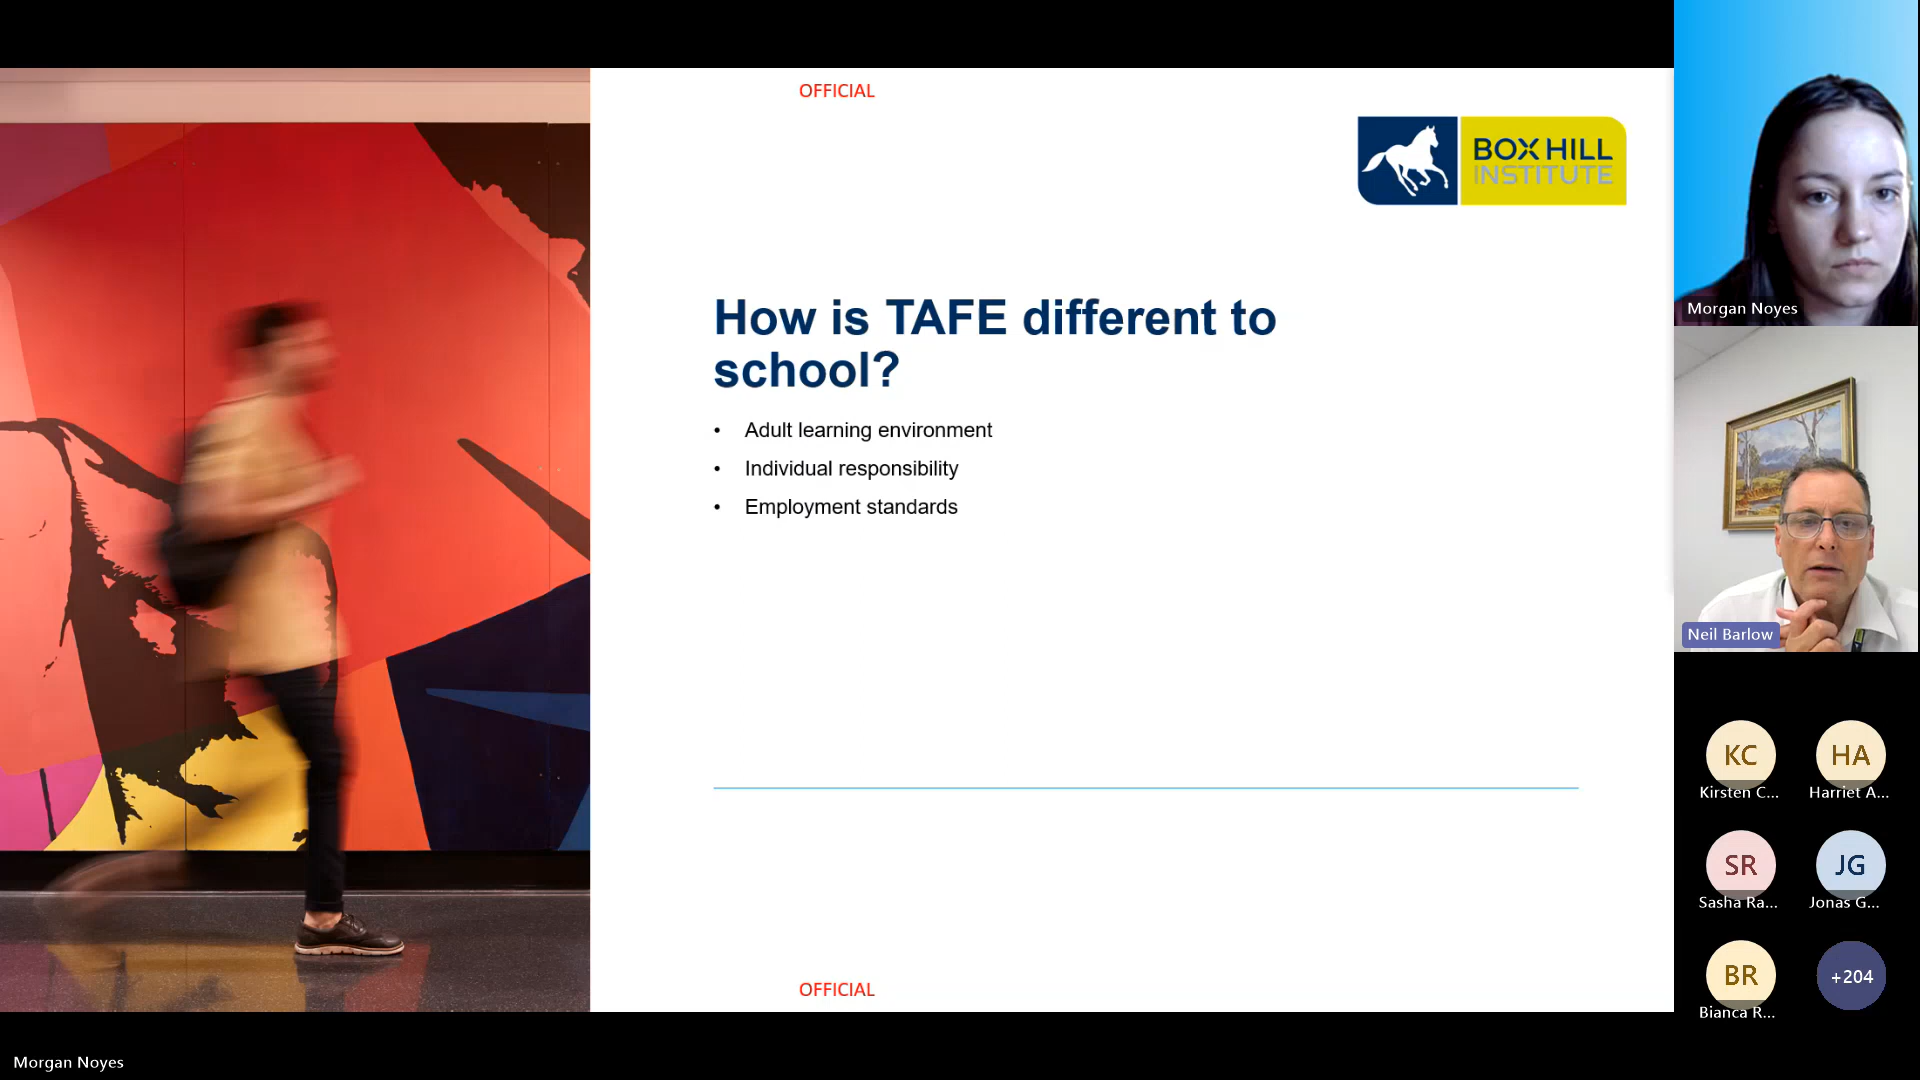 OFFICIAL
BOX HILL
INSTITUTE
How is TAFE different to
school?
• Adult learning environment
• Individual responsibility
• Employment standards
OFFICIAL
Morgan Noyes
Neil Barlow
KC
Kirsten C...
HA
Harriet A...
SR
Sasha Ra...
JG
Jonas G...
BR
Bianca R...
+204
Morgan Noyes